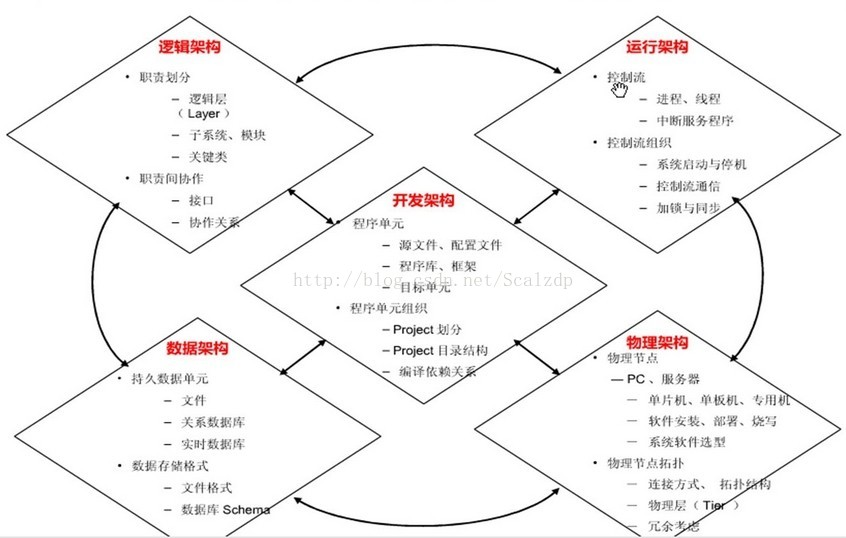 逻辑架构
• 职责划分
– 逻辑层
（ Layer ）
– 子系统、模块
– 关键类
• 职责间协作
– 接口
– 协作关系
运行架构
• 控制流
– 进程、线程
– 中断服务程序
• 控制流组织
– 系统启动与停机
– 控制流通信
– 加锁与同步
开发架构
• 程序单元
– 源文件、配置文件
– 程序库、框架
http://blog.csdn.net/Scalzdp
– 目标单元
• 程序单元组织
– Project 划分
– Project 目录结构
– 编译依赖关系
数据架构
• 持久数据单元
– 文件
– 关系数据库
– 实时数据库
• 数据存储格式
– 文件格式
– 数据库 Schema
物理架构
• 物理节点
— PC 、服务器
— 单片机、单板机、专用机
— 软件安装、部署、烧写
— 系统软件选型
• 物理节点拓扑
— 连接方式、 拓扑结构
— 物理层（ Tier ）
— 冗余考虑